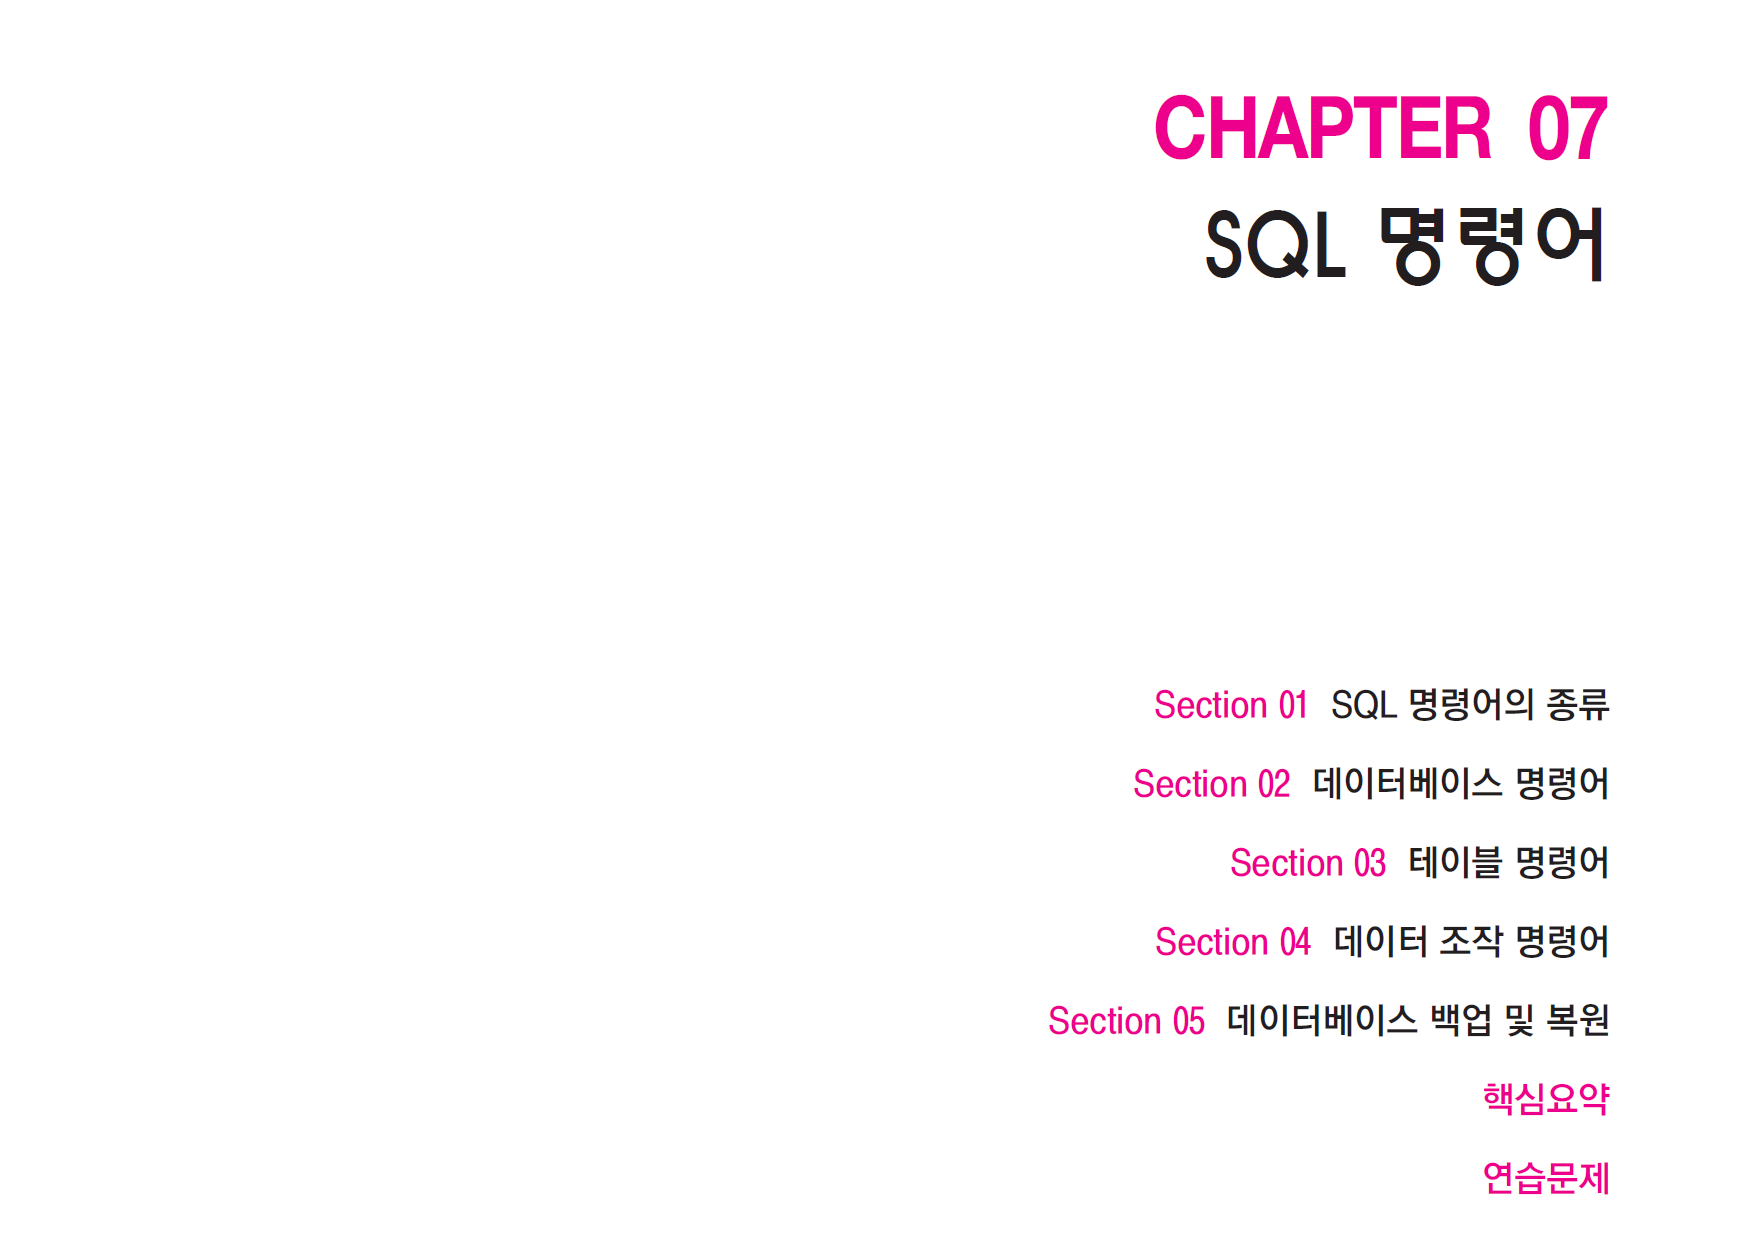 CHAPTER 07
SQL 명령어
Section 01 SQL 명령어의 종류
Section 02 데이터베이스 명령어
Section 03 테이블 명령어
Section 04 데이터 조작 명령어
Section 05 데이터베이스 백업 및 복원
핵심요약
연습문제